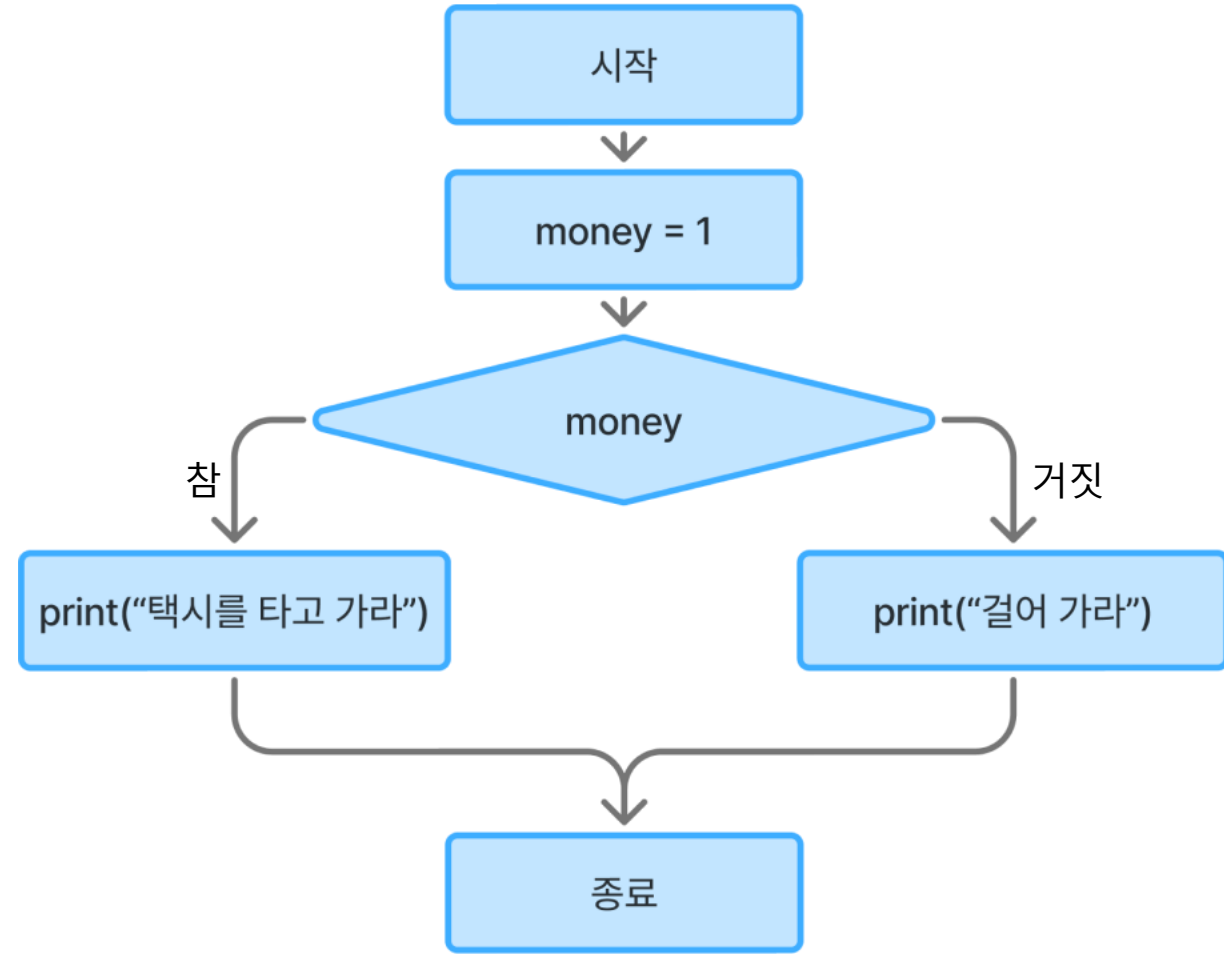 시작
money = 1
money
참
거짓
print(“택시를 타고 가라”)
print(“걸어 가라”)
종료